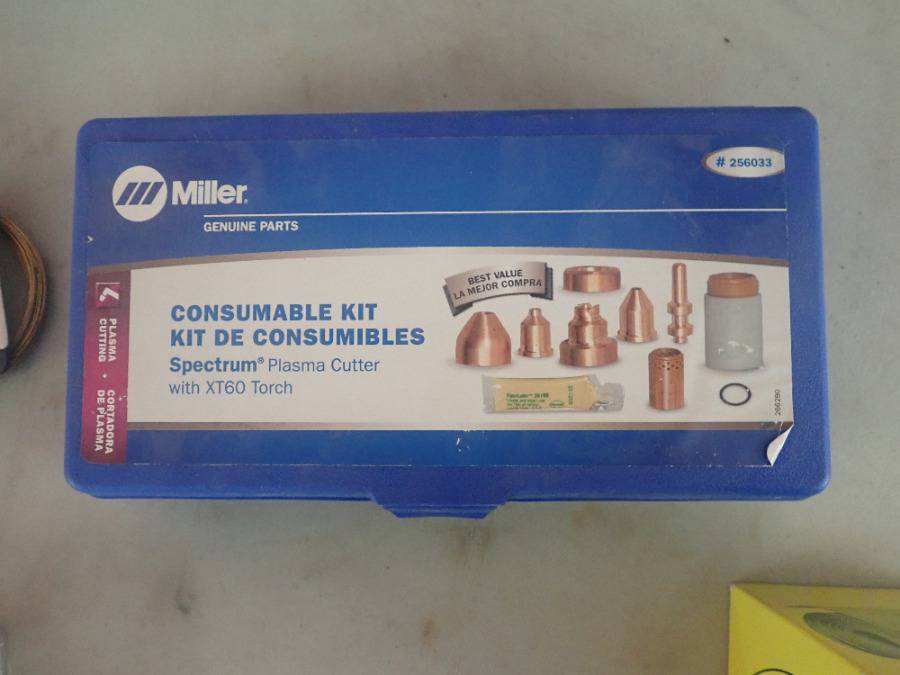 Miller®
# 256033
GENUINE PARTS
BEST VALUE
LA MEJOR COMPRA
CONSUMABLE KIT
KIT DE CONSUMIBLES
Spectrum® Plasma Cutter
with XT60 Torch
PLASMA CUTTING • CORTADORA DE PLASMA
266280